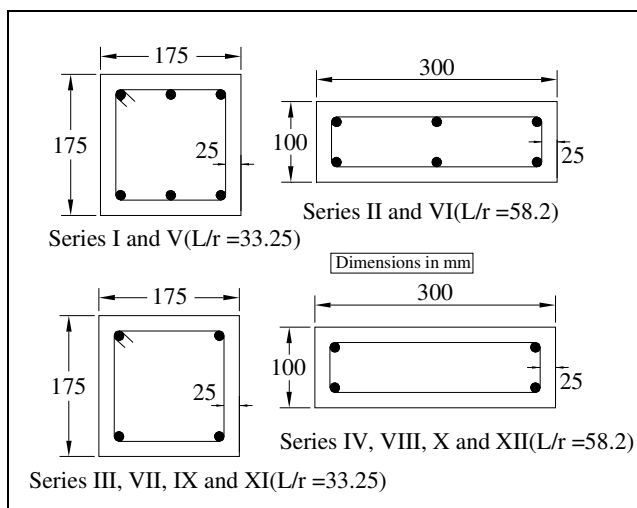 175
300
175
25
100
25
Series I and V(L/r =33.25)
Series II and VI(L/r =58.2)
Dimensions in mm
175
300
175
25
100
25
Series III, VII, IX and XI(L/r =33.25)
Series IV, VIII, X and XII(L/r =58.2)